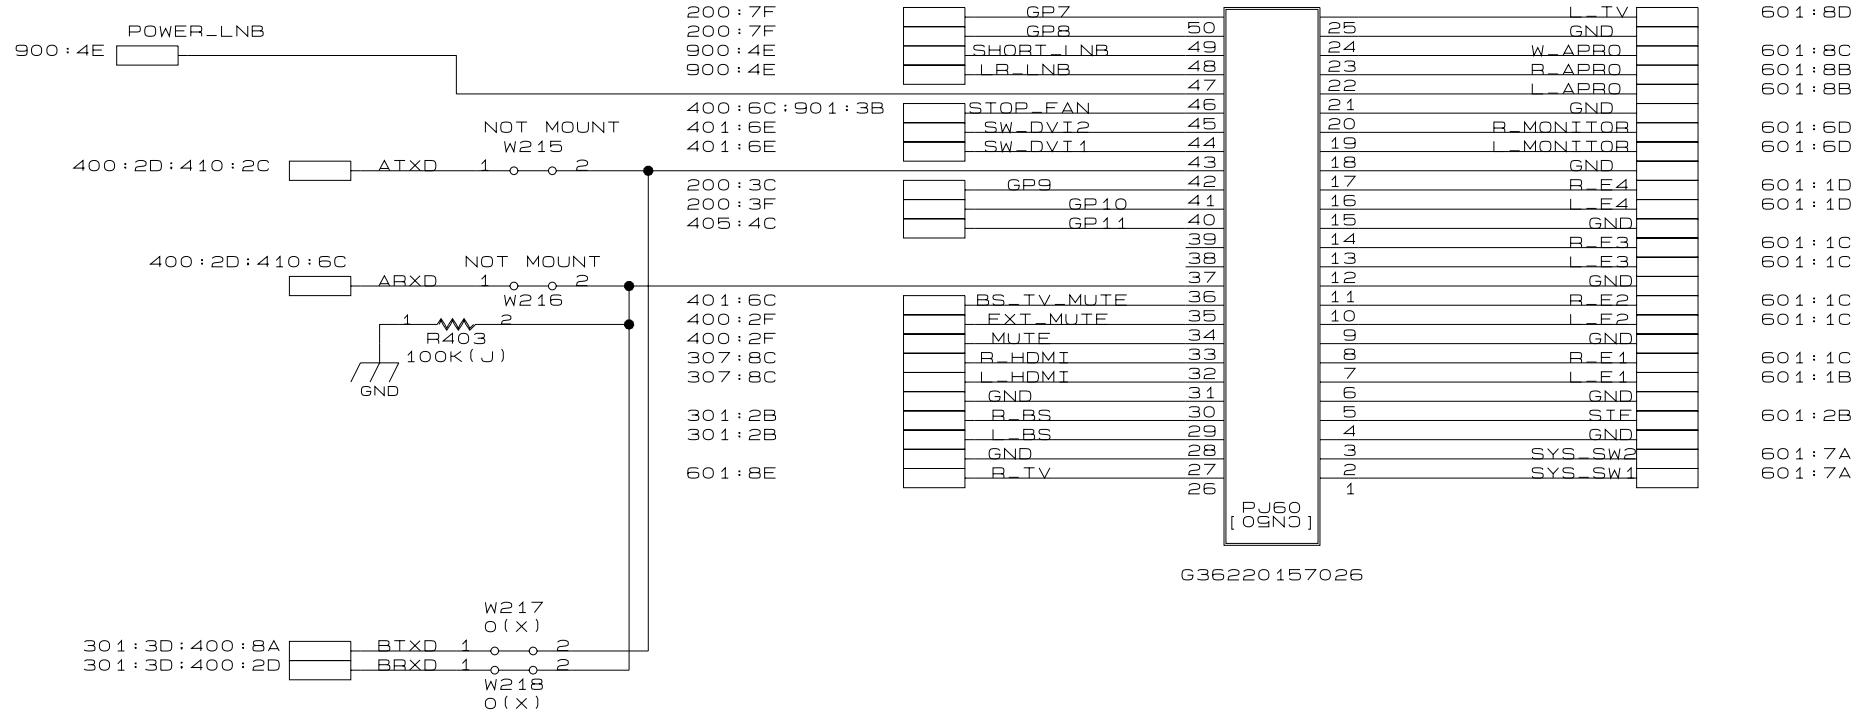 200:7F GP7 L_TV 601:8D
200:7F GP8 50 25 GND
POWER_LNB
900:4E 900:4E SHORT_LNB 49 24 W_APRO 601:8C
900:4E LR_LNB 48 23 R_APRO 601:8B
47 22 L_APRO 601:8B
400:6C:901:3B STOP_FAN 46 21 GND
NOT MOUNT 401:6E SW_DVI2 45 20 R_MONITOR 601:6D
W215 401:6E SW_DVI1 44 19 L_MONITOR 601:6D
400:2D:410:2C ATXD 1 2 43 18 GND
200:3C GP9 42 17 R_E4 601:1D
200:3F GP10 41 16 L_E4 601:1D
405:4C GP11 40 15 GND
39 14 R_E3 601:1C
400:2D:410:6C NOT MOUNT 38 13 L_E3 601:1C
ARXD 1 2 37 12 GND
W216 401:6C BS_TV_MUTE 36 11 R_E2 601:1C
1 2 400:2F EXT_MUTE 35 10 L_E2 601:1C
R403 400:2F MUTE 34 9 GND
100K(J) 307:8C R_HDMI 33 8 R_E1 601:1C
307:8C L_HDMI 32 7 L_E1 601:1B
GND GND 31 6 GND
301:2B R_BS 30 5 SIF 601:2B
301:2B L_BS 29 4 GND
GND 28 3 SYS_SW2 601:7A
601:8E R_TV 27 2 SYS_SW1 601:7A
26 1
PJ60
[CN50]
G36220157026
W217
0(X)
301:3D:400:8A BTXD 1 2
301:3D:400:2D BRXD 1 2
W218
0(X)